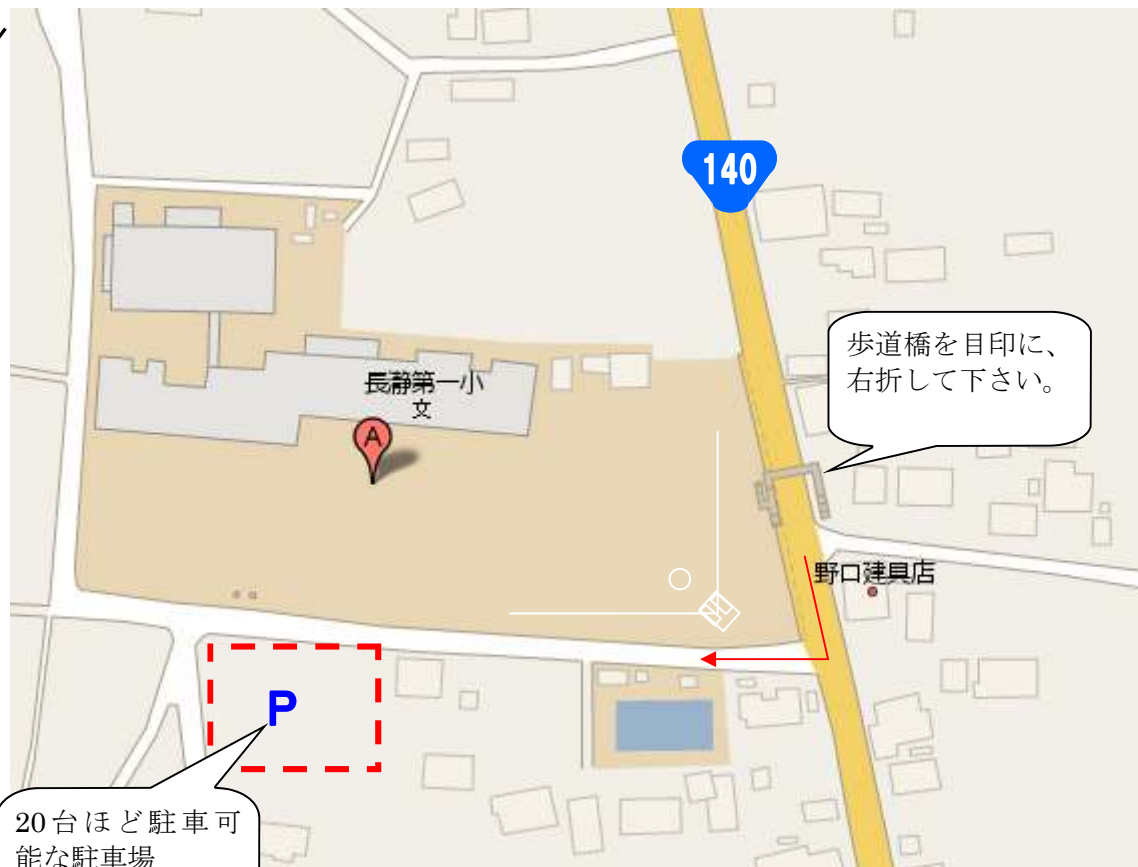 140
歩道橋を目印に、
右折して下さい。
長瀞第一小
文
A
野口建具店
P
20台ほど駐車可
能な駐車場